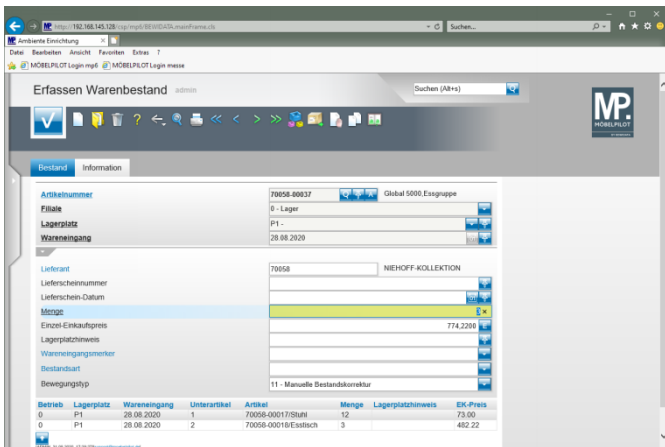 http://192.168.145.128/csp/mp6/BEWIDATA.mainFrame.cls
Suchen...
Ambiente Einrichtung
Datei Bearbeiten Ansicht Favoriten Extras ?
MÖBELPILOT Login mp6 MÖBELPILOT Login messe
Erfassen Warenbestand admin
Suchen (Alt+s)
MP.
MÖBELPILOT
Bestand Information
Artikelnummer 70058-00037 Global 5000,Essgruppe
Filiale 0 - Lager
Lagerplatz P1 -
Wareneingang 28.08.2020
Lieferant 70058 NIEHOFF-KOLLEKTION
Lieferscheinnummer
Lieferschein-Datum
Menge
Einzel-Einkaufspreis 774,2200
Lagerplatzhinweis
Wareneingangsmerker
Bestandsart
Bewegungstyp 11 - Manuelle Bestandskorrektur
Betrieb Lagerplatz Wareneingang Unterartikel Artikel Menge Lagerplatzhinweis EK-Preis
0 P1 28.08.2020 1 70058-00017/Stuhl 12 73.00
0 P1 28.08.2020 2 70058-00018/Esstisch 3 482.22